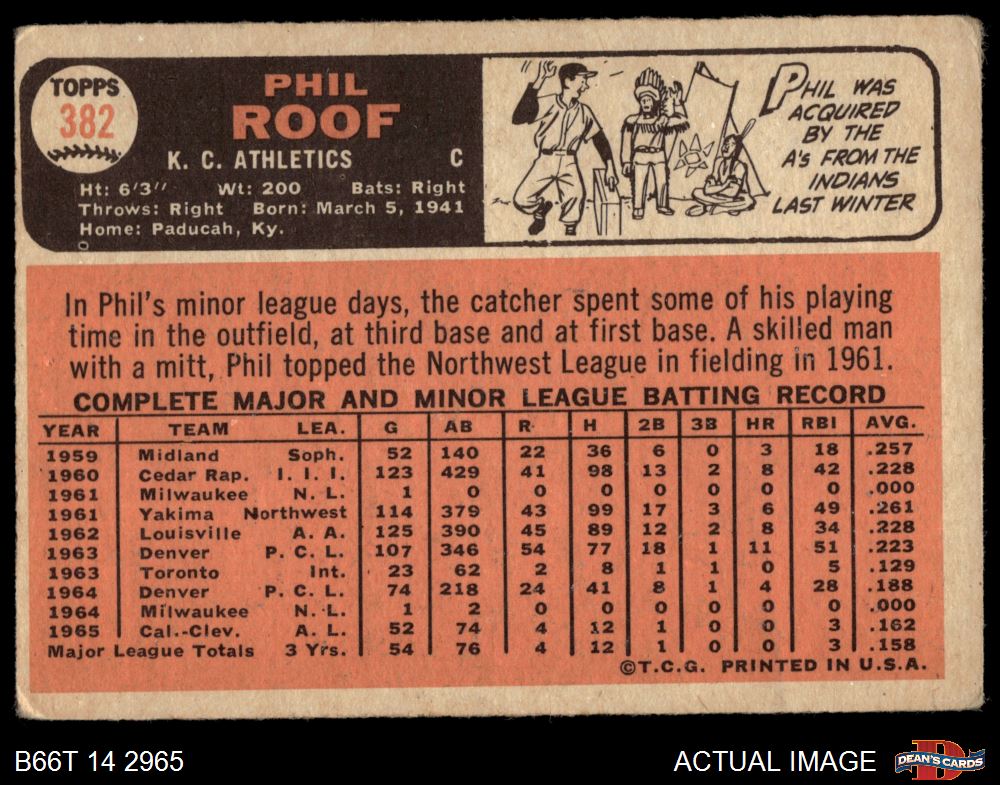 TOPPS
382
PHIL
ROOF
K. C. ATHLETICS C
Ht: 6'3" Wt: 200 Bats: Right
Throws: Right Born: March 5, 1941
Home: Paducah, Ky.
PHIL WAS
ACQUIRED
BY THE
A's FROM THE
INDIANS
LAST WINTER
In Phil's minor league days, the catcher spent some of his playing
time in the outfield, at third base and at first base. A skilled man
with a mitt, Phil topped the Northwest League in fielding in 1961.
COMPLETE MAJOR AND MINOR LEAGUE BATTING RECORD
YEAR TEAM LEA. G AB R H 2B 3B HR RBI AVG.
1959 Midland Soph. 52 140 22 36 6 0 3 18 .257
1960 Cedar Rap. I. I. I. 123 429 41 98 13 2 8 42 .228
1961 Milwaukee N. L. 1 0 0 0 0 0 0 0 .000
1961 Yakima Northwest 114 379 43 99 17 3 6 49 .261
1962 Louisville A. A. 125 390 45 89 12 2 8 34 .228
1963 Denver P. C. L. 107 346 54 77 18 1 11 51 .223
1963 Toronto Int. 23 62 2 8 1 1 0 5 .129
1964 Denver P. C. L. 74 218 24 41 8 1 4 28 .188
1964 Milwaukee N. L. 1 2 0 0 0 0 0 0 .000
1965 Cal.-Clev. A. L. 52 74 4 12 1 0 0 3 .162
Major League Totals 3 Yrs. 54 76 4 12 1 0 0 3 .158
©T.C.G. PRINTED IN U.S.A.
B66T 14 2965 ACTUAL IMAGE
D
DEAN'S CARDS